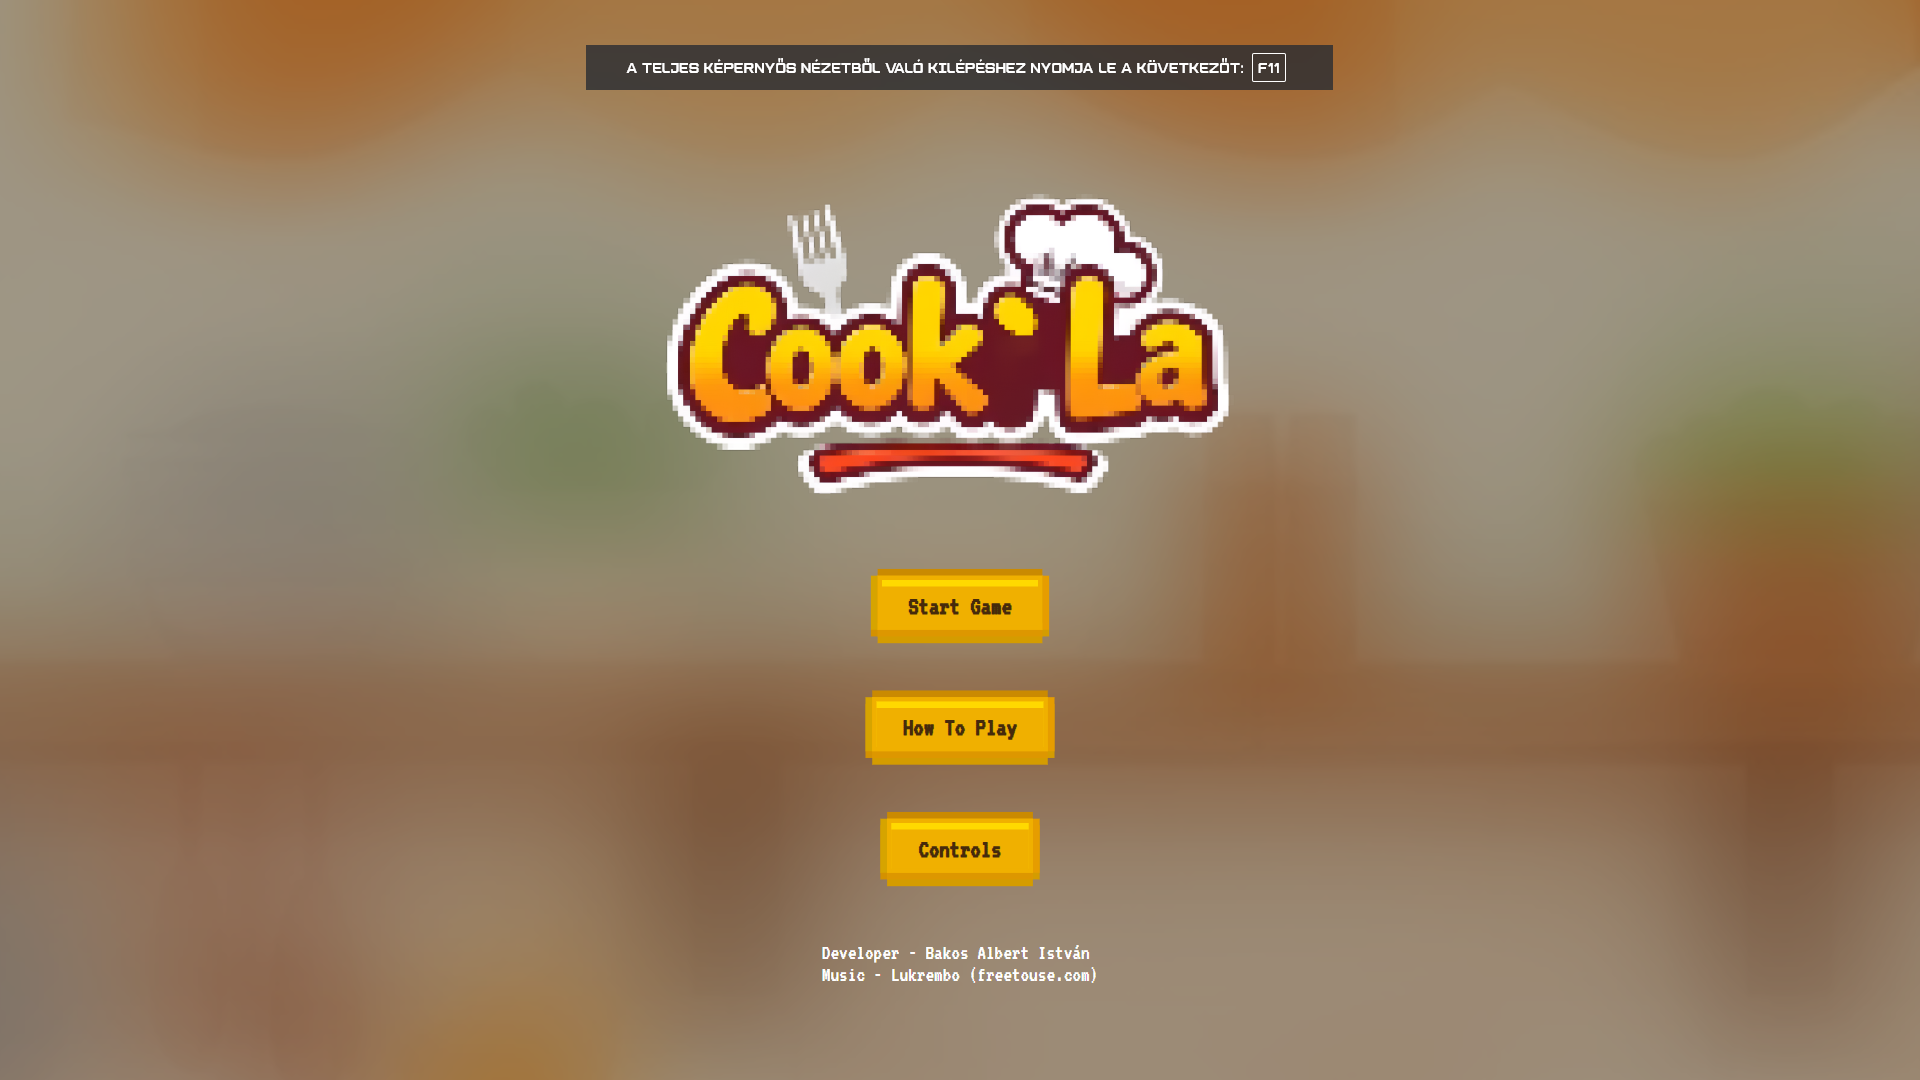 A TELJES KÉPERNYŐS NÉZETBŐL VALÓ KILÉPÉSHEZ NYOMJA LE A KÖVETKEZŐT: F11
Cook'La
Start Game
How To Play
Controls
Developer - Bakos Albert István
Music - Lukrembo (freetouse.com)